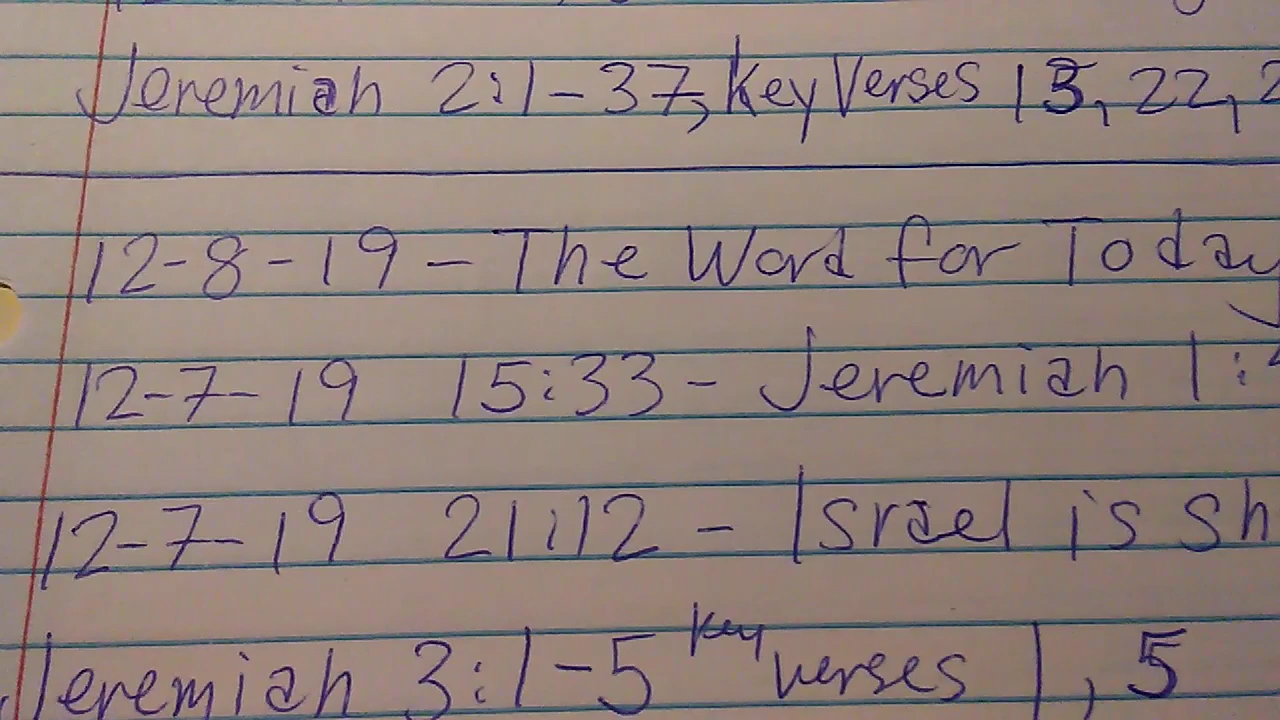 Jeremiah 2:1-37, Key Verses 13, 22, 2
12-8-19 - The Word for Today
12-7-19 15:33 - Jeremiah 1:
12-7-19 21:12 - Israel is sh
Jeremiah 3:1-5 key verses 1, 5